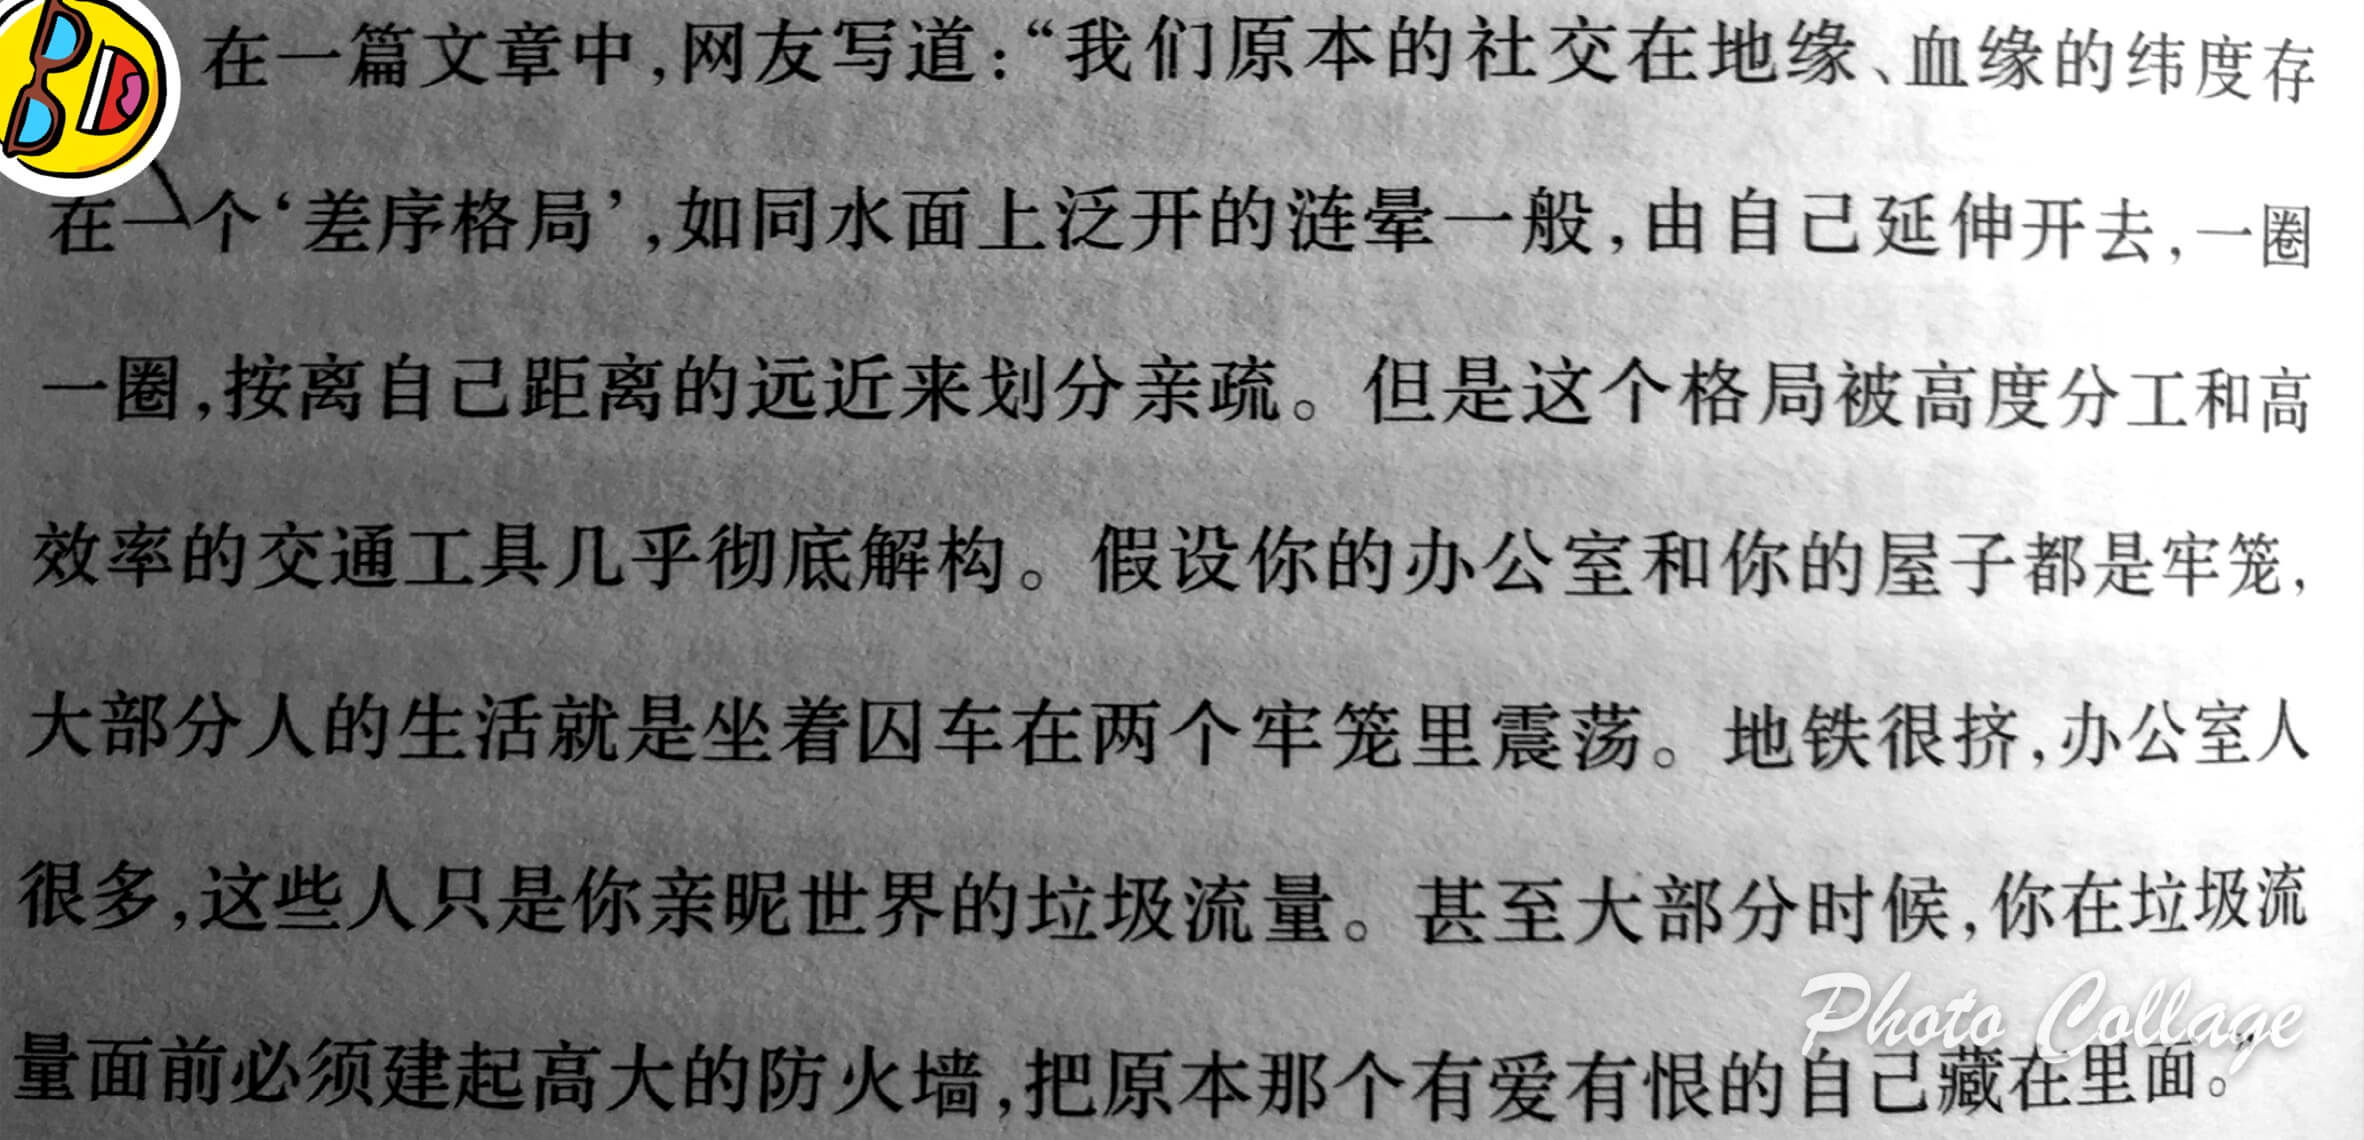 在一篇文章中,网友写道:“我们原本的社交在地缘、血缘的纬度存
在一个‘差序格局’,如同水面上泛开的涟晕一般,由自己延伸开去,一圈
一圈,按离自己距离的远近来划分亲疏。但是这个格局被高度分工和高
效率的交通工具几乎彻底解构。假设你的办公室和你的屋子都是牢笼,
大部分人的生活就是坐着囚车在两个牢笼里震荡。地铁很挤,办公室人
很多,这些人只是你亲昵世界的垃圾流量。甚至大部分时候,你在垃圾流
量面前必须建起高大的防火墙,把原本那个有爱有恨的自己藏在里面。”
Photo Collage